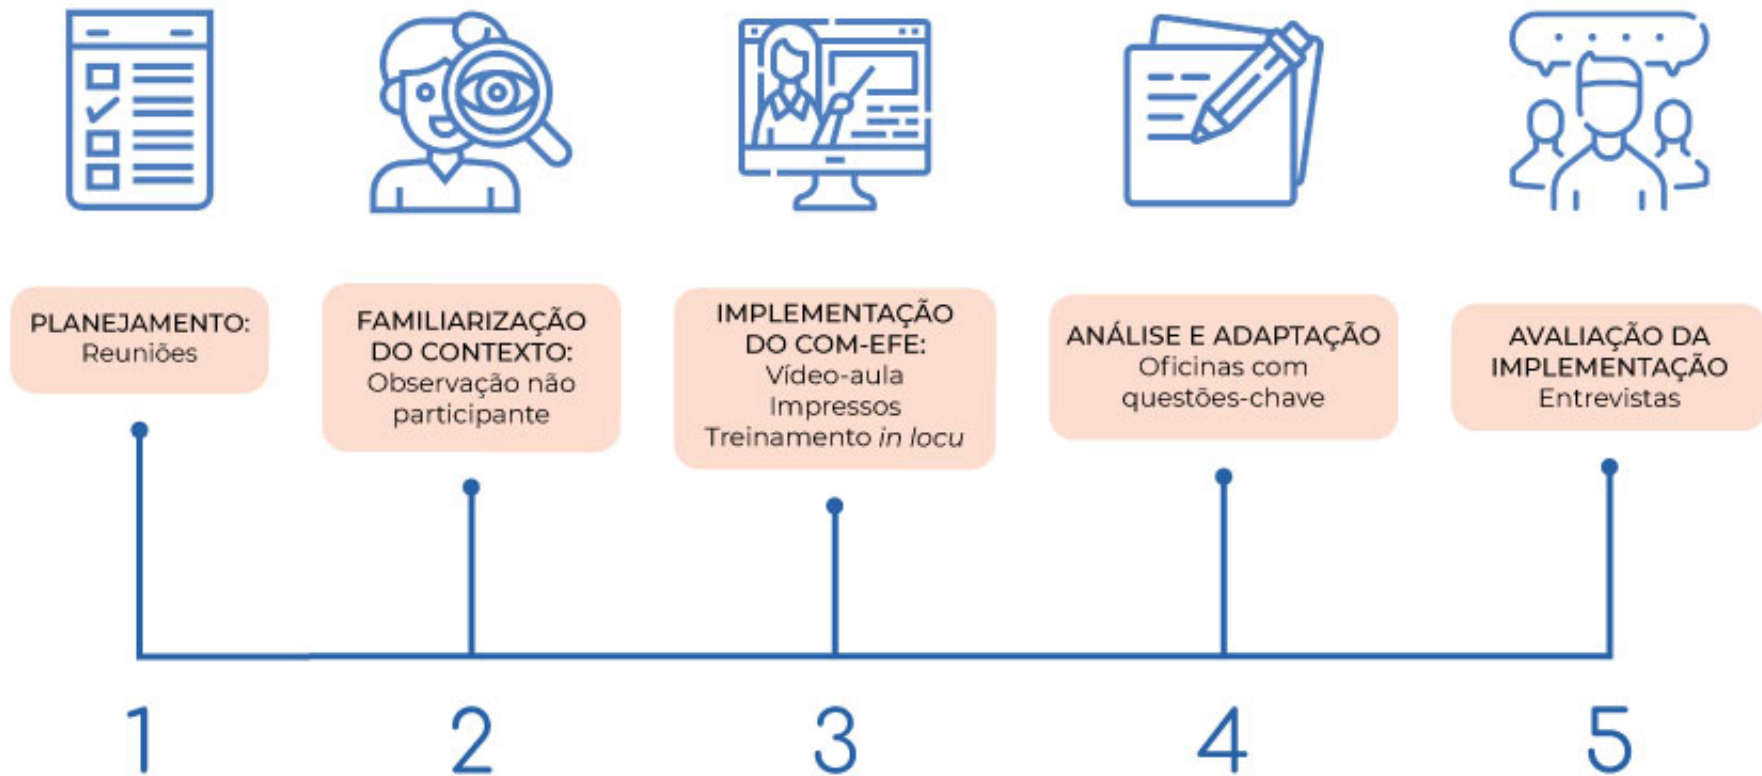 PLANEJAMENTO:
Reuniões
FAMILIARIZAÇÃO
DO CONTEXTO:
Observação não
participante
IMPLEMENTAÇÃO
DO COM-EFE:
Vídeo-aula
Impressos
Treinamento in locu
ANÁLISE E ADAPTAÇÃO
Oficinas com
questões-chave
AVALIAÇÃO DA
IMPLEMENTAÇÃO
Entrevistas
1
2
3
4
5